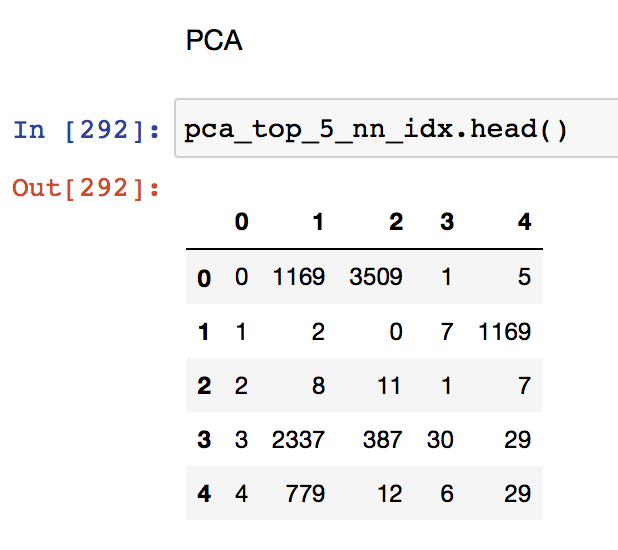 PCA
In [292]: pca_top_5_nn_idx.head()
Out[292]:
0 1 2 3 4
0 0 1169 3509 1 5
1 1 2 0 7 1169
2 2 8 11 1 7
3 3 2337 387 30 29
4 4 779 12 6 29